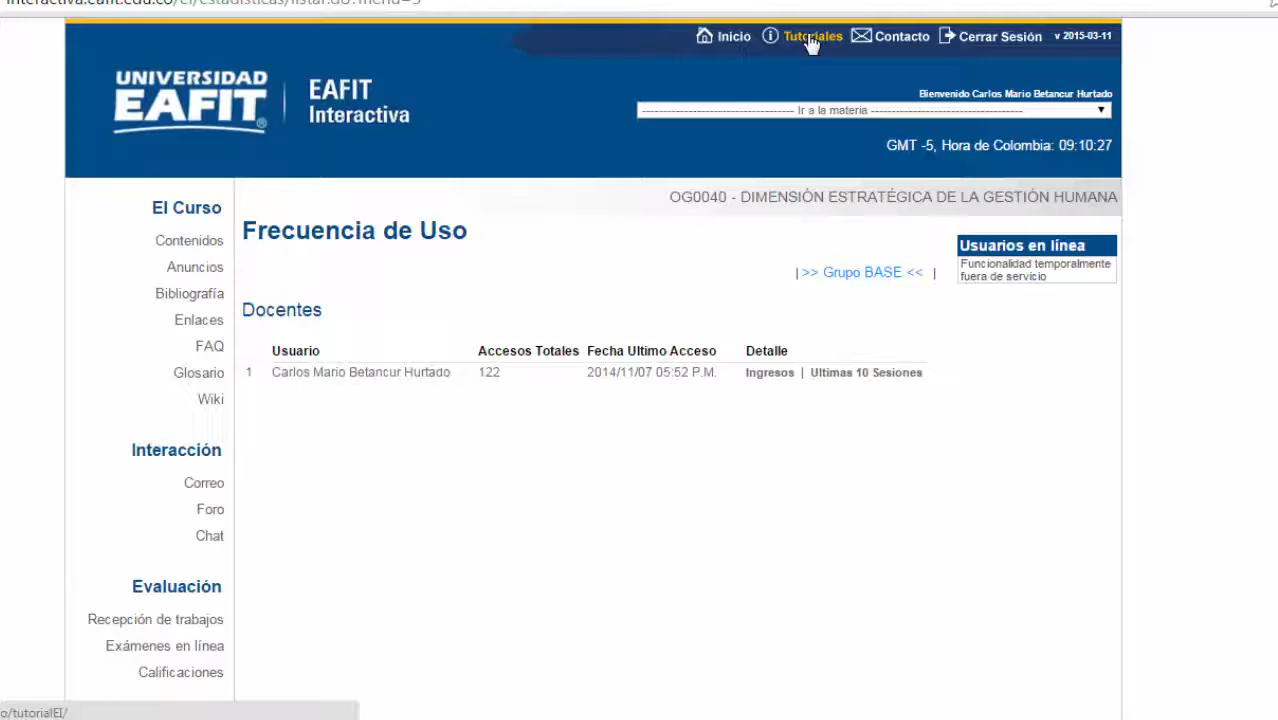 Inicio Tutoriales Contacto Cerrar Sesión v 2015-03-11
UNIVERSIDAD
EAFIT®
EAFIT
Interactiva
Bienvenido Carlos Mario Betancur Hurtado
Ir a la materia
GMT -5, Hora de Colombia: 09:10:27
OG0040 - DIMENSIÓN ESTRATÉGICA DE LA GESTIÓN HUMANA
El Curso
Contenidos
Anuncios
Bibliografía
Enlaces
FAQ
Glosario
Wiki
Interacción
Correo
Foro
Chat
Evaluación
Recepción de trabajos
Exámenes en línea
Calificaciones
Frecuencia de Uso
| >> Grupo BASE << |
Docentes
Usuario Accesos Totales Fecha Ultimo Acceso Detalle
1 Carlos Mario Betancur Hurtado 122 2014/11/07 05:52 P.M. Ingresos | Ultimas 10 Sesiones
Usuarios en línea
Funcionalidad temporalmente
fuera de servicio
o/tutorialEI/